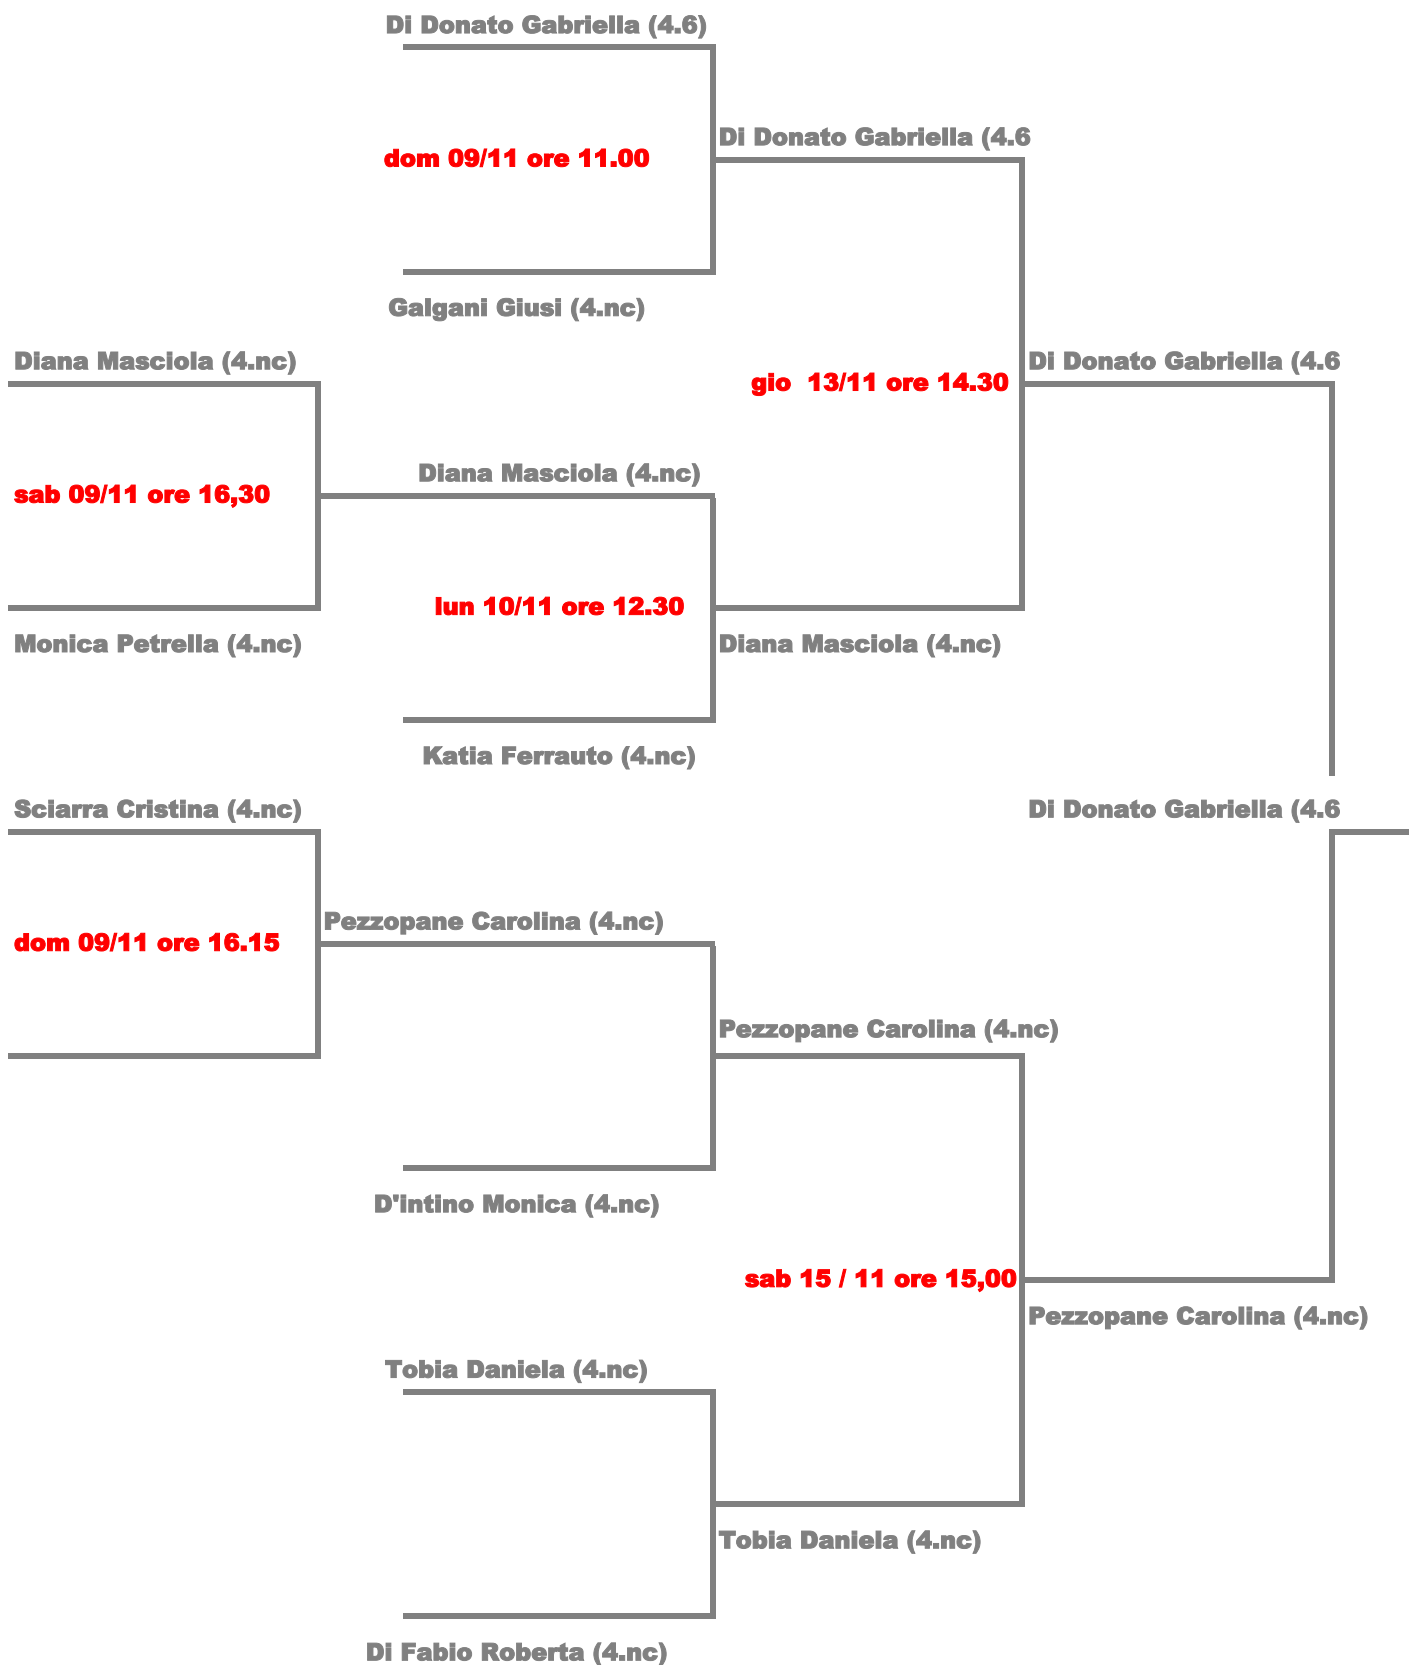 Di Donato Gabriella (4.6)
Di Donato Gabriella (4.6
dom 09/11 ore 11.00
Galgani Giusi (4.nc)
Diana Masciola (4.nc)
Di Donato Gabriella (4.6
gio  13/11 ore 14.30
Diana Masciola (4.nc)
sab 09/11 ore 16,30
lun 10/11 ore 12.30
Monica Petrella (4.nc)
Diana Masciola (4.nc)
Katia Ferrauto (4.nc)
Sciarra Cristina (4.nc)
Di Donato Gabriella (4.6
Pezzopane Carolina (4.nc)
dom 09/11 ore 16.15
Pezzopane Carolina (4.nc)
D'intino Monica (4.nc)
sab 15 / 11 ore 15,00
Pezzopane Carolina (4.nc)
Tobia Daniela (4.nc)
Tobia Daniela (4.nc)
Di Fabio Roberta (4.nc)